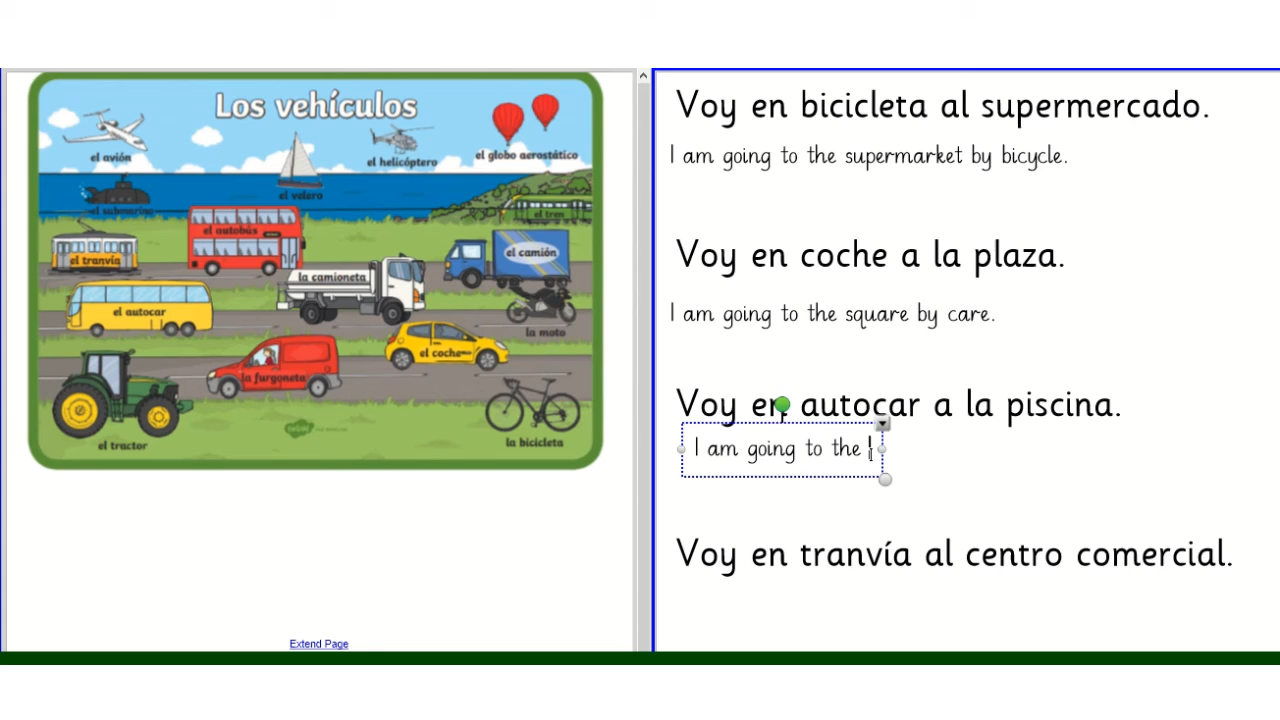 Los vehículos
el avión
el helicóptero
el globo aerostático
el velero
el submarino
el tren
el autobús
el tranvía
el camión
la camioneta
el autocar
la moto
el coche
la furgoneta
el tractor
la bicicleta
Extend Page
Voy en bicicleta al supermercado.
I am going to the supermarket by bicycle.
Voy en coche a la plaza.
I am going to the square by care.
Voy en autocar a la piscina.
I am going to the
Voy en tranvía al centro comercial.